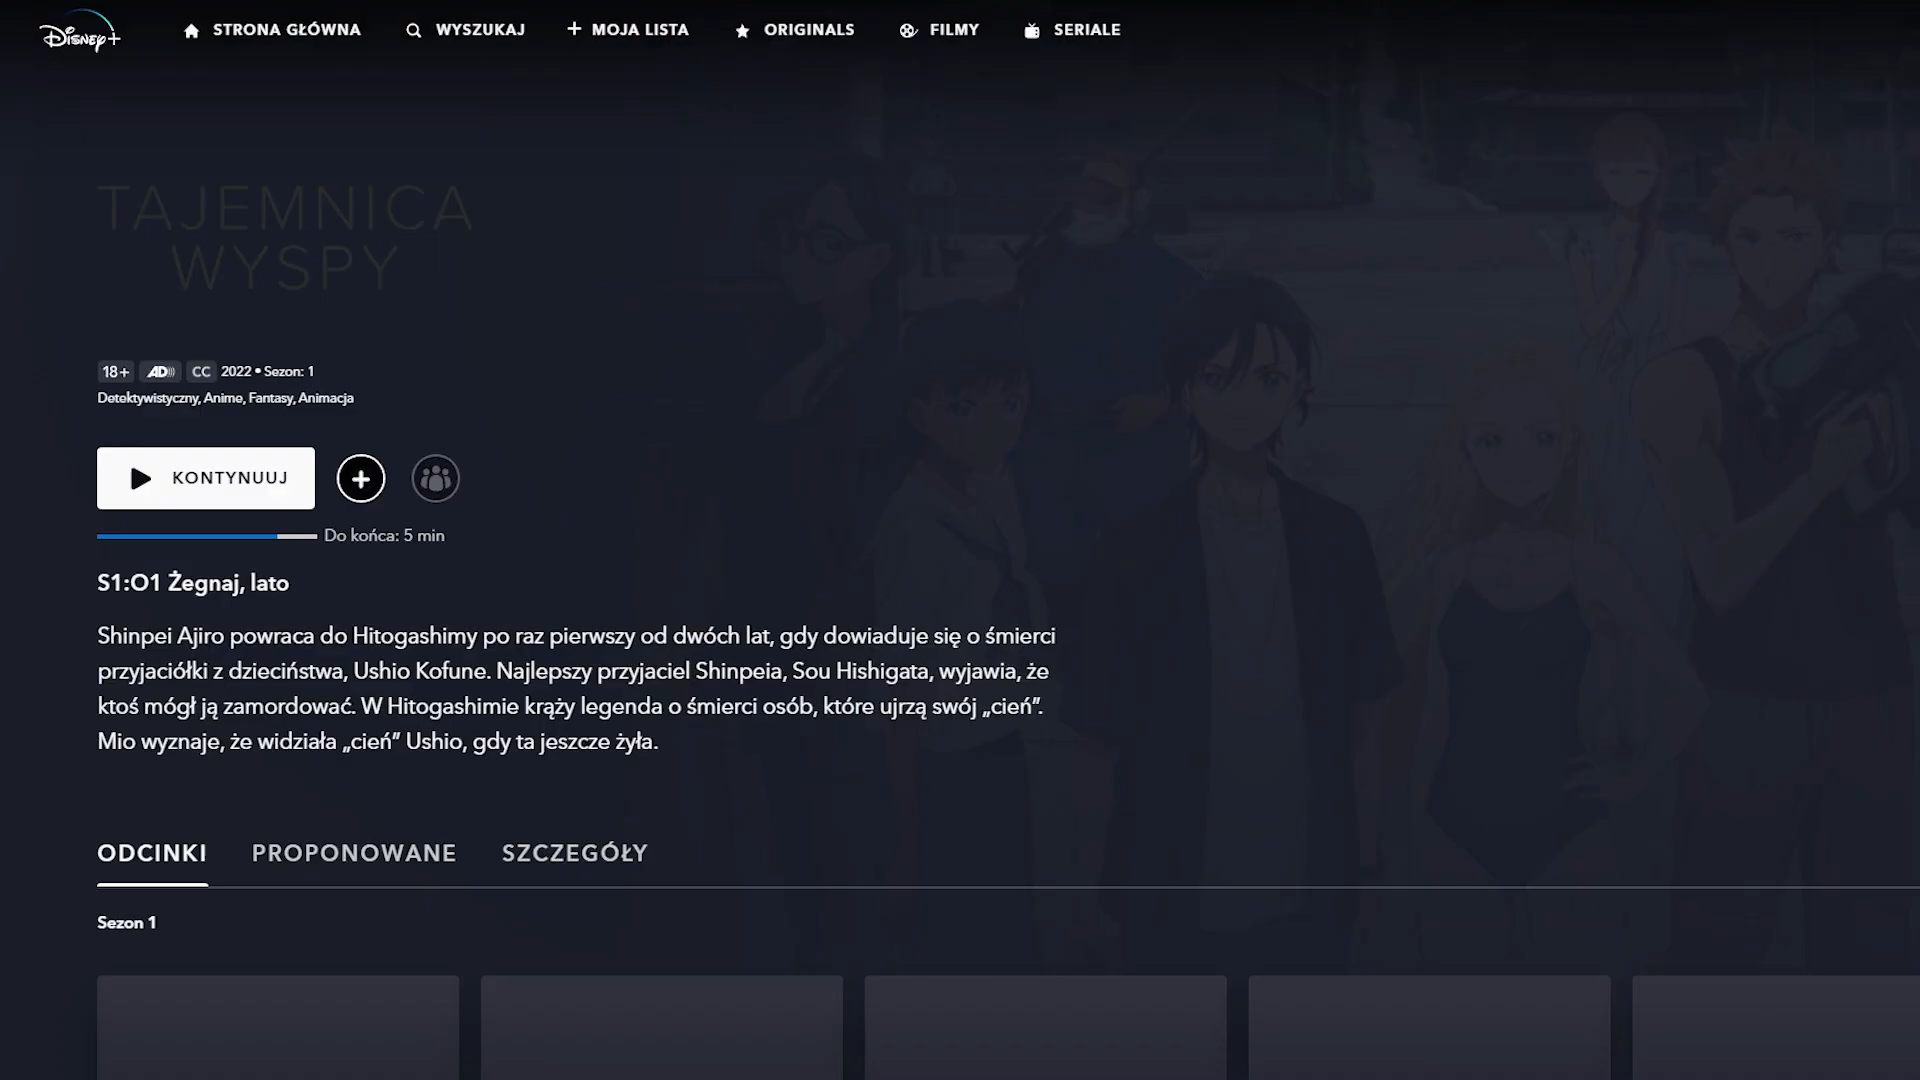 Disney+
STRONA GŁÓWNA
WYSZUKAJ
MOJA LISTA
ORIGINALS
FILMY
SERIALE
TAJEMNICA
WYSPY
18+ AD CC 2022 • Sezon: 1
Detektywistyczny, Anime, Fantasy, Animacja
KONTYNUUJ
Do końca: 5 min
S1:O1 Żegnaj, lato
Shinpei Ajiro powraca do Hitogashimy po raz pierwszy od dwóch lat, gdy dowiaduje się o śmierci
przyjaciółki z dzieciństwa, Ushio Kofune. Najlepszy przyjaciel Shinpeia, Sou Hishigata, wyjawia, że
ktoś mógł ją zamordować. W Hitogashimie krąży legenda o śmierci osób, które ujrzą swój „cień”.
Mio wyznaje, że widziała „cień” Ushio, gdy ta jeszcze żyła.
ODCINKI
PROPONOWANE
SZCZEGÓŁY
Sezon 1